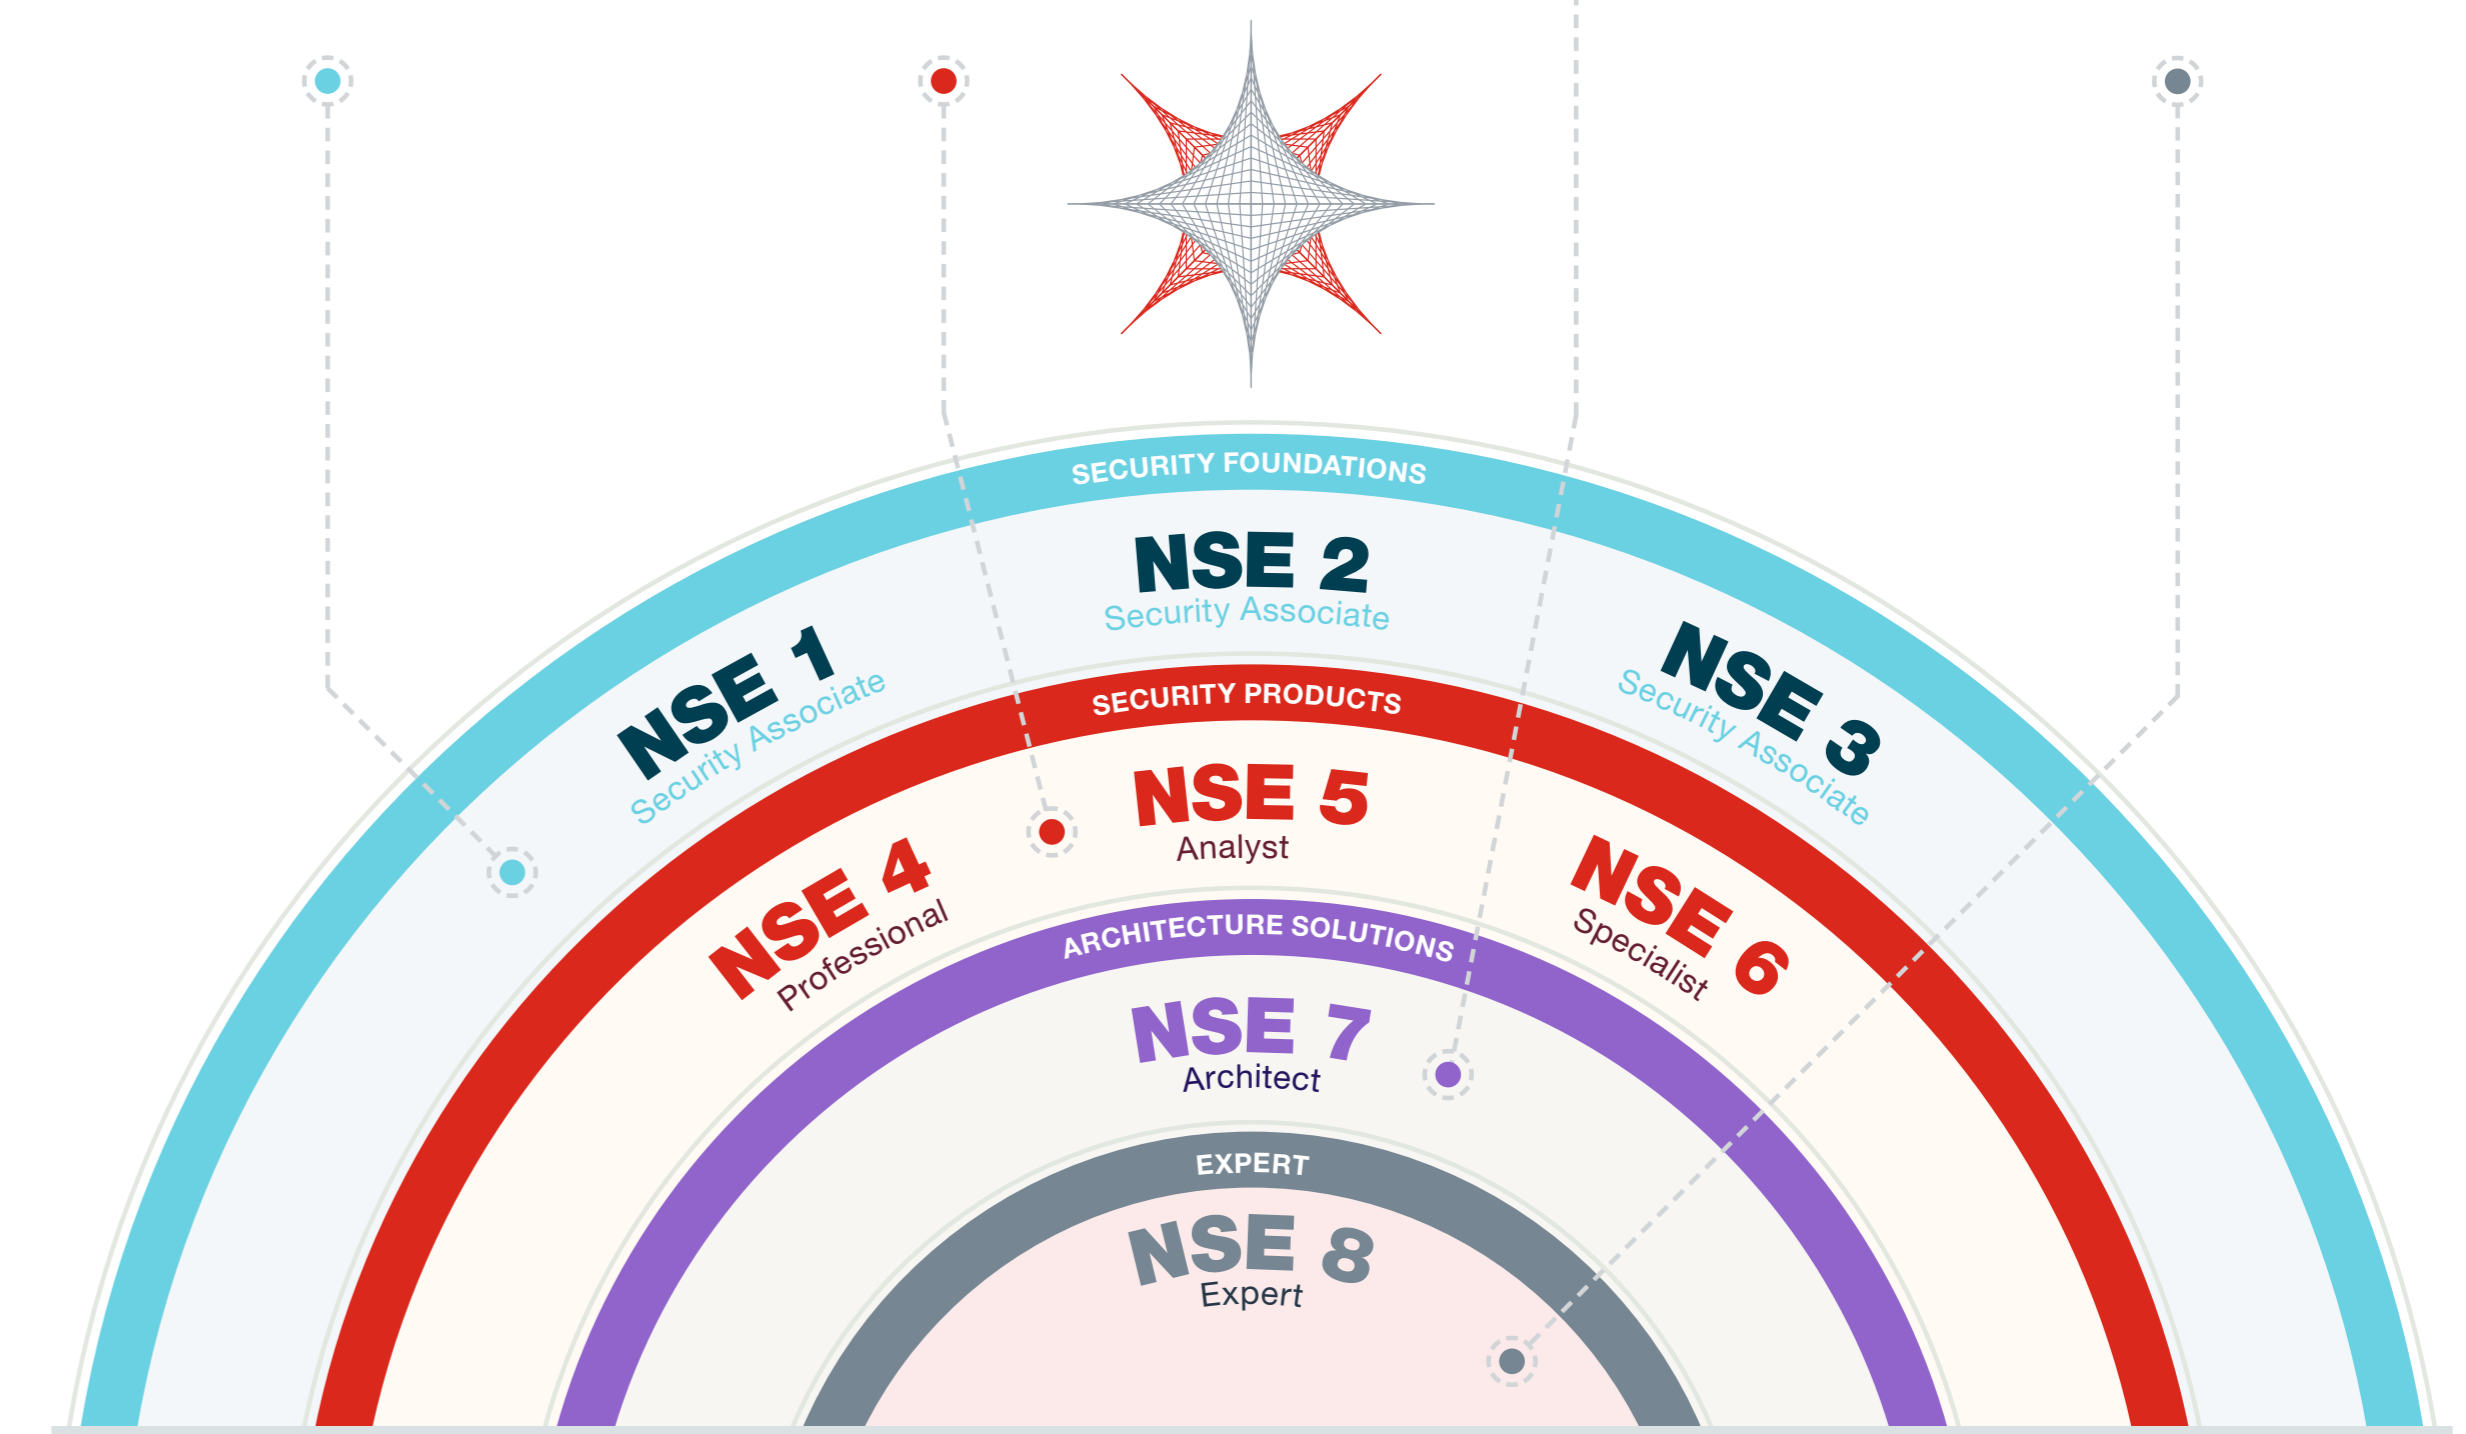 SECURITY FOUNDATIONS
NSE 1
Security Associate
NSE 2
Security Associate
NSE 3
Security Associate
SECURITY PRODUCTS
NSE 4
Professional
NSE 5
Analyst
NSE 6
Specialist
ARCHITECTURE SOLUTIONS
NSE 7
Architect
EXPERT
NSE 8
Expert